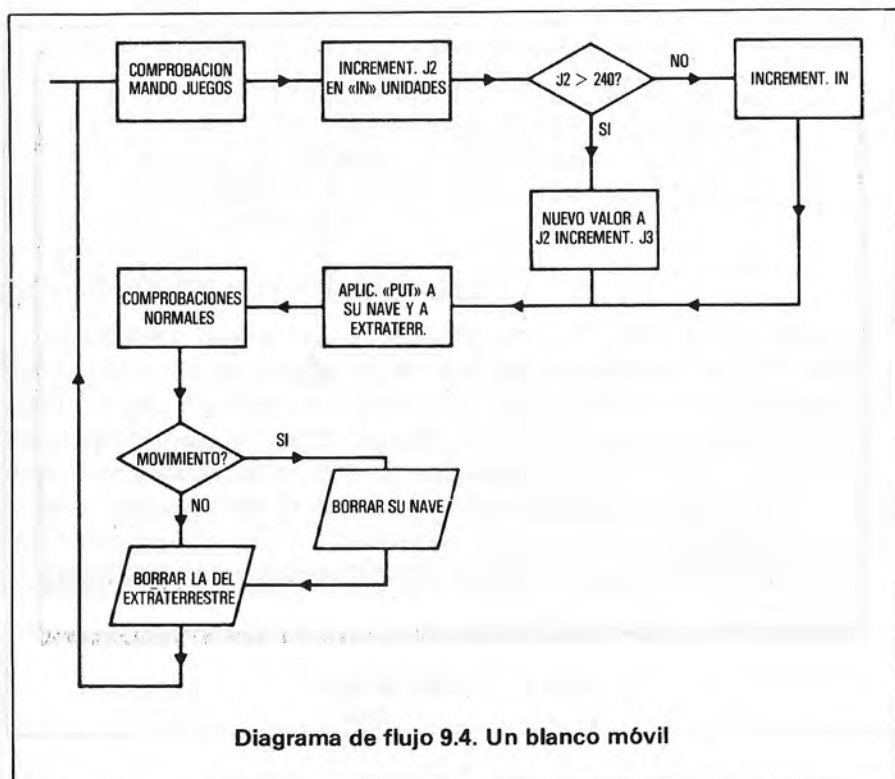 COMPROBACION
MANDO JUEGOS
INCREMENT. J2
EN «IN» UNIDADES
J2 > 240?
NO
INCREMENT. IN
SI
NUEVO VALOR A
J2 INCREMENT. J3
COMPROBACIONES
NORMALES
APLIC. «PUT» A
SU NAVE Y A
EXTRATERR.
MOVIMIENTO?
SI
NO
BORRAR SU NAVE
BORRAR LA DEL
EXTRATERRESTRE
Diagrama de flujo 9.4. Un blanco móvil